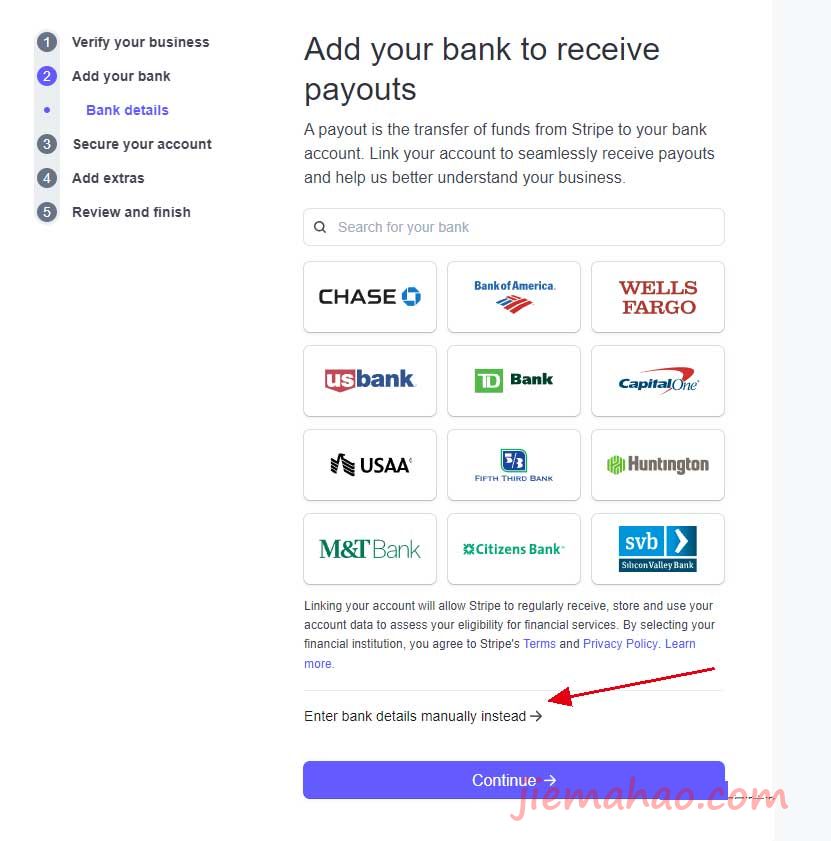 1 Verify your business
2 Add your bank
Bank details
3 Secure your account
4 Add extras
5 Review and finish
Add your bank to receive
payouts
A payout is the transfer of funds from Stripe to your bank
account. Link your account to seamlessly receive payouts
and help us better understand your business.
Search for your bank
CHASE
Bank of America.
WELLS
FARGO
usbank
TD Bank
Capital One
USAA
5/3
FIFTH THIRD BANK
Huntington
M&T Bank
Citizens Bank
svb
Silicon Valley Bank
Linking your account will allow Stripe to regularly receive, store and use your
account data to assess your eligibility for financial services. By selecting your
financial institution, you agree to Stripe's Terms and Privacy Policy. Learn
more.
Enter bank details manually instead →
Continue →
jiemahao.com